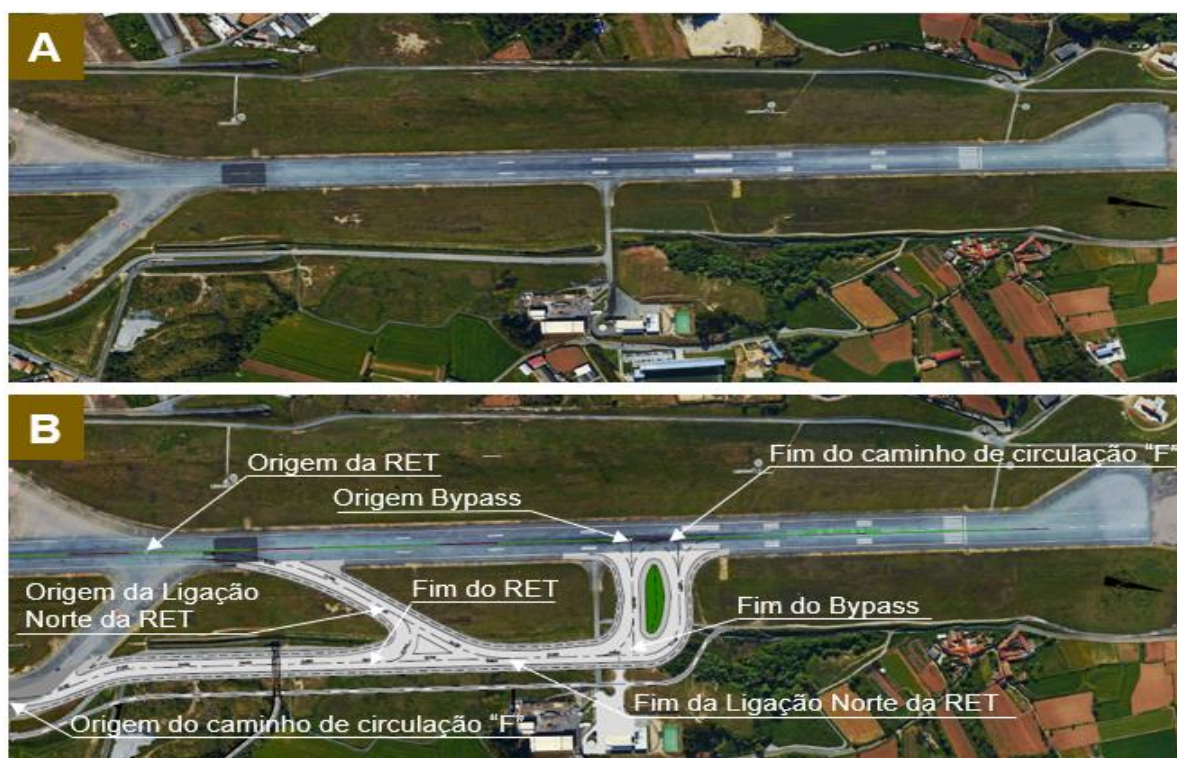 A
B
Origem da RET
Fim do caminho de circulação “F”
Origem Bypass
Origem da Ligação
Norte da RET
Fim do RET
Fim do Bypass
Fim da Ligação Norte da RET
Origem do caminho de circulação “F”